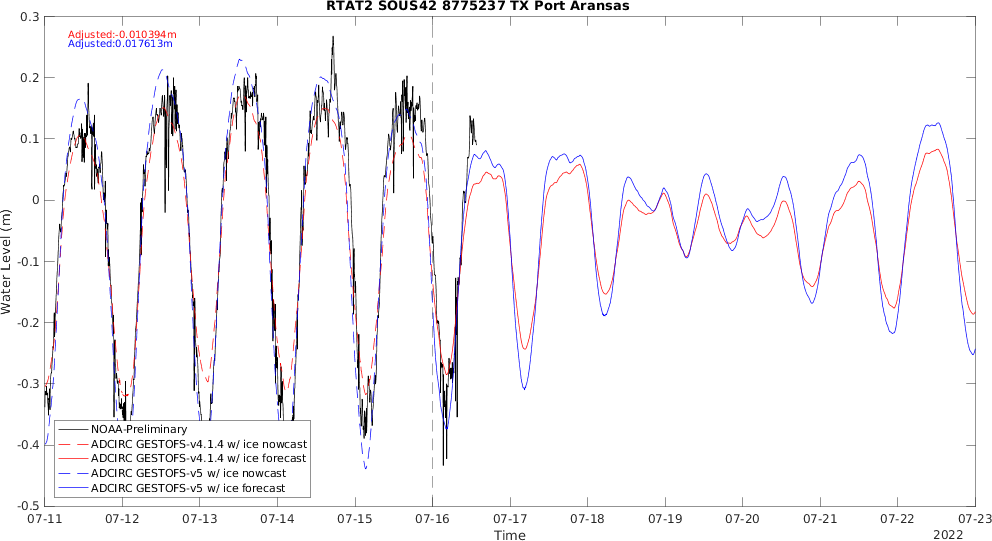 RTAT2 SOUS42 8775237 TX Port Aransas
Adjusted:-0.010394m
Adjusted:0.017613m
0.3
0.2
0.1
0
-0.1
-0.2
-0.3
-0.4
-0.5
Water Level (m)
NOAA-Preliminary
ADCIRC GESTOFS-v4.1.4 w/ ice nowcast
ADCIRC GESTOFS-v4.1.4 w/ ice forecast
ADCIRC GESTOFS-v5 w/ ice nowcast
ADCIRC GESTOFS-v5 w/ ice forecast
07-11 07-12 07-13 07-14 07-15 07-16 07-17 07-18 07-19 07-20 07-21 07-22 07-23
Time
2022